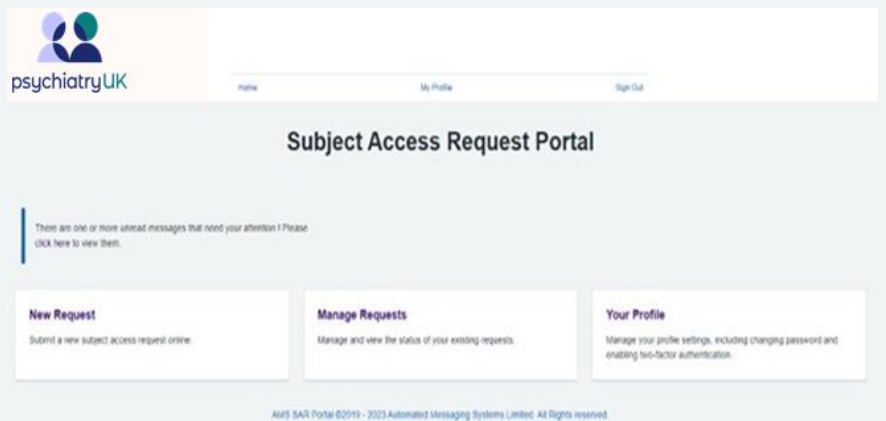 psychiatryUK
Home My Profile Sign Out
Subject Access Request Portal
There are one or more unread messages that need your attention ! Please
click here to view them.
New Request
Submit a new subject access request online.
Manage Requests
Manage and view the status of your existing requests.
Your Profile
Manage your profile settings, including changing password and
enabling two-factor authentication.
AMS SAR Portal ©2019 - 2023 Automated Messaging Systems Limited. All Rights reserved.